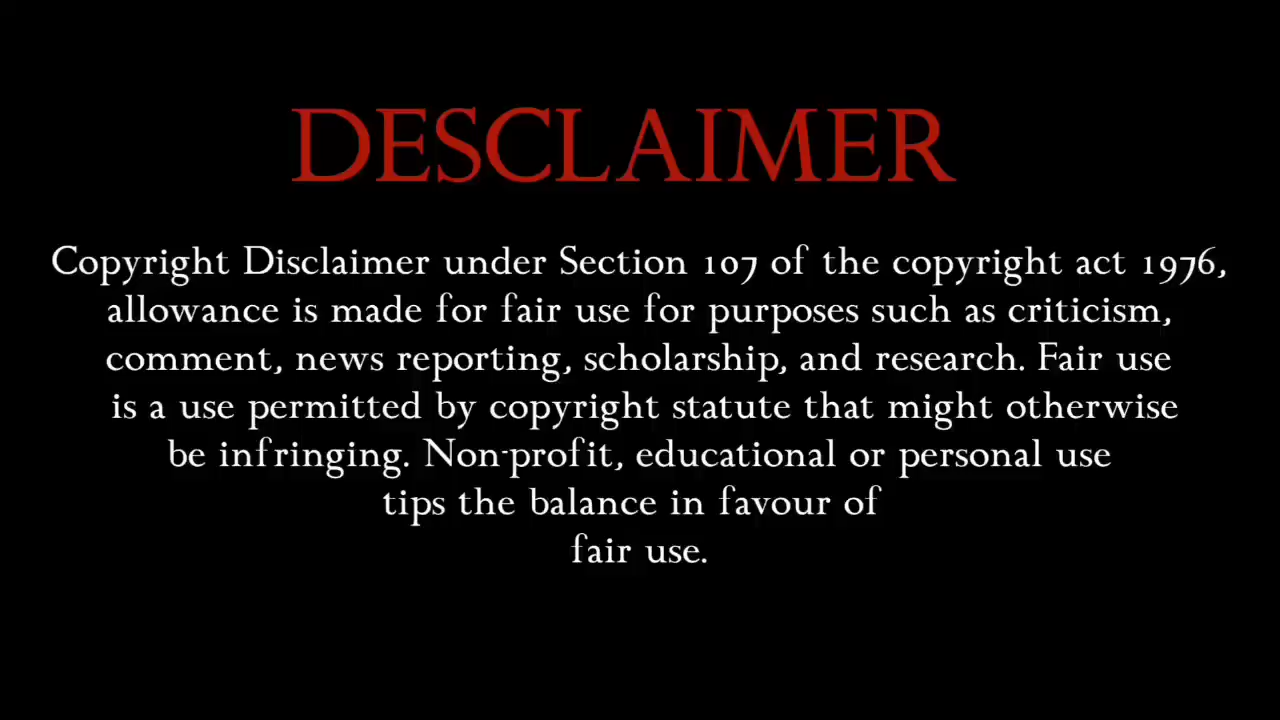 DESCLAIMER
Copyright Disclaimer under Section 107 of the copyright act 1976,
allowance is made for fair use for purposes such as criticism,
comment, news reporting, scholarship, and research. Fair use
is a use permitted by copyright statute that might otherwise
be infringing. Non-profit, educational or personal use
tips the balance in favour of
fair use.